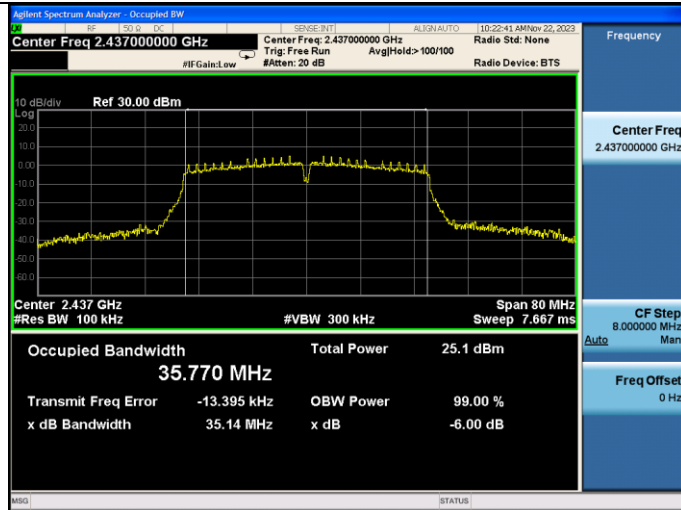 Agilent Spectrum Analyzer - Occupied BW
RF 50 Ω DC SENSE:INT ALIGN AUTO 10:22:41 AM Nov 22, 2023
Center Freq 2.437000000 GHz
Center Freq: 2.437000000 GHz
Radio Std: None
Trig: Free Run Avg|Hold:> 100/100
#IFGain:Low #Atten: 20 dB Radio Device: BTS
Frequency
10 dB/div Ref 30.00 dBm
Log
20.0
10.0
0.00
-10.0
-20.0
-30.0
-40.0
-50.0
-60.0
Center Freq
2.437000000 GHz
Center 2.437 GHz Span 80 MHz
#Res BW 100 kHz #VBW 300 kHz Sweep 7.667 ms
CF Step
8.000000 MHz
Auto Man
Occupied Bandwidth Total Power 25.1 dBm
35.770 MHz
Transmit Freq Error -13.395 kHz OBW Power 99.00 %
x dB Bandwidth 35.14 MHz x dB -6.00 dB
Freq Offset
0 Hz
MSG STATUS